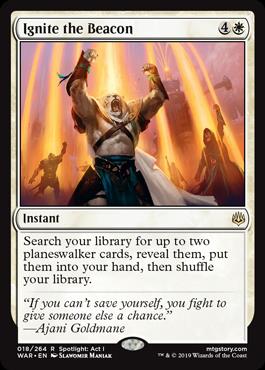 Ignite the Beacon 4
Instant
Search your library for up to two
planeswalker cards, reveal them, put
them into your hand, then shuffle
your library.
“If you can’t save yourself, you fight to
give someone else a chance.”
—Ajani Goldmane
018/264 R Spotlight: Act I mtgstory.com
WAR • EN Slawomir Maniak ™ & © 2019 Wizards of the Coast